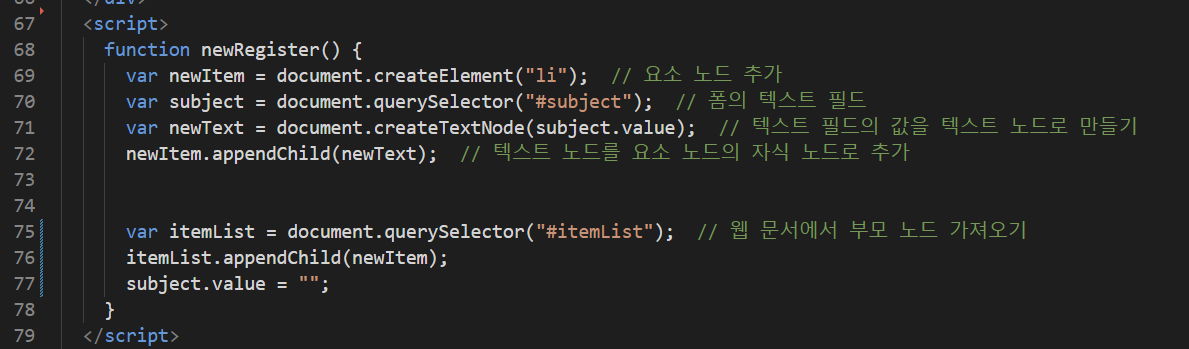 66 </div>
67 <script>
68 function newRegister() {
69 var newItem = document.createElement("li");  // 요소 노드 추가
70 var subject = document.querySelector("#subject");  // 폼의 텍스트 필드
71 var newText = document.createTextNode(subject.value);  // 텍스트 필드의 값을 텍스트 노드로 만들기
72 newItem.appendChild(newText);  // 텍스트 노드를 요소 노드의 자식 노드로 추가
73
74
75 var itemList = document.querySelector("#itemList");  // 웹 문서에서 부모 노드 가져오기
76 itemList.appendChild(newItem);
77 subject.value = "";
78 }
79 </script>